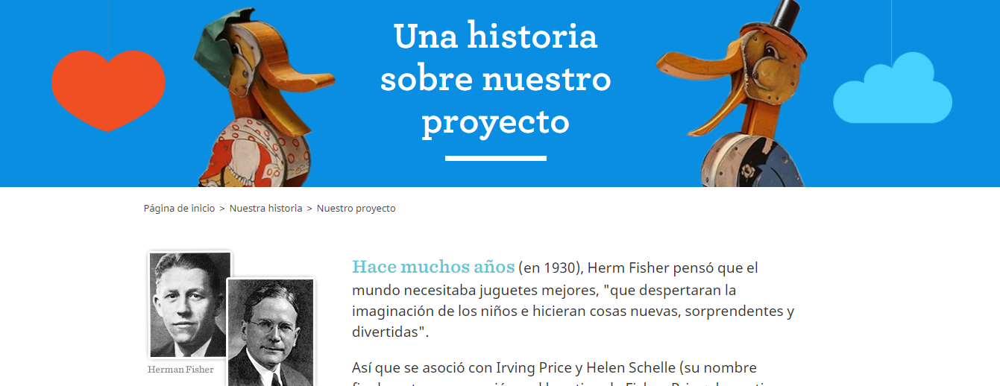 Una historia
sobre nuestro
proyecto
Página de inicio > Nuestra historia > Nuestro proyecto
Hace muchos años (en 1930), Herm Fisher pensó que el
mundo necesitaba juguetes mejores, "que despertaran la
imaginación de los niños e hicieran cosas nuevas, sorprendentes y
divertidas".
Herman Fisher
Así que se asoció con Irving Price y Helen Schelle (su nombre